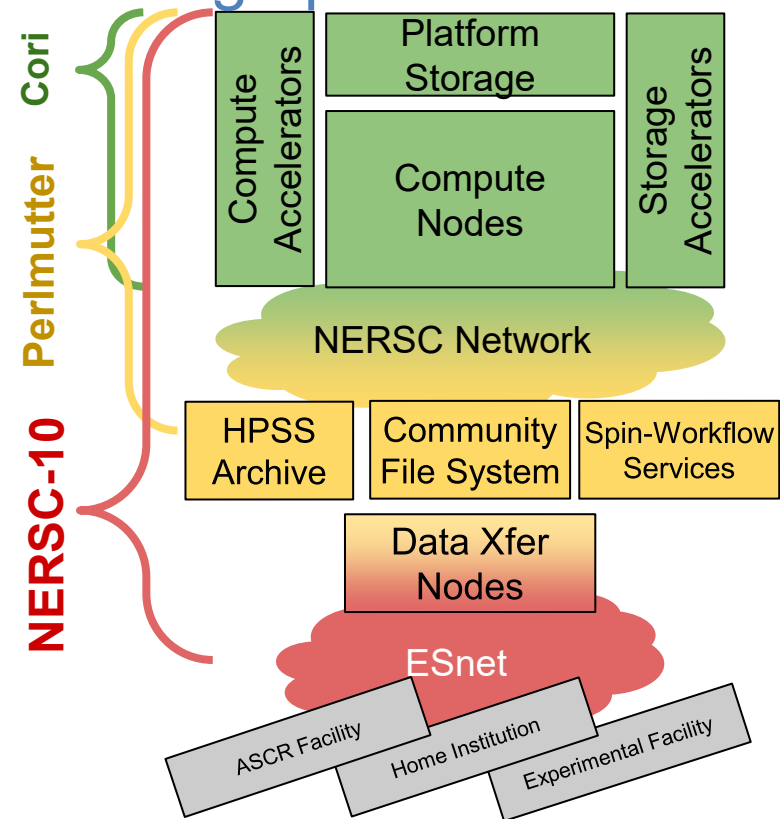 Cori
Perlmutter
NERSC-10
Compute
Accelerators
Platform
Storage
Compute
Nodes
Storage
Accelerators
NERSC Network
HPSS
Archive
Community
File System
Spin-Workflow
Services
Data Xfer
Nodes
ESnet
ASCR Facility
Home Institution
Experimental Facility